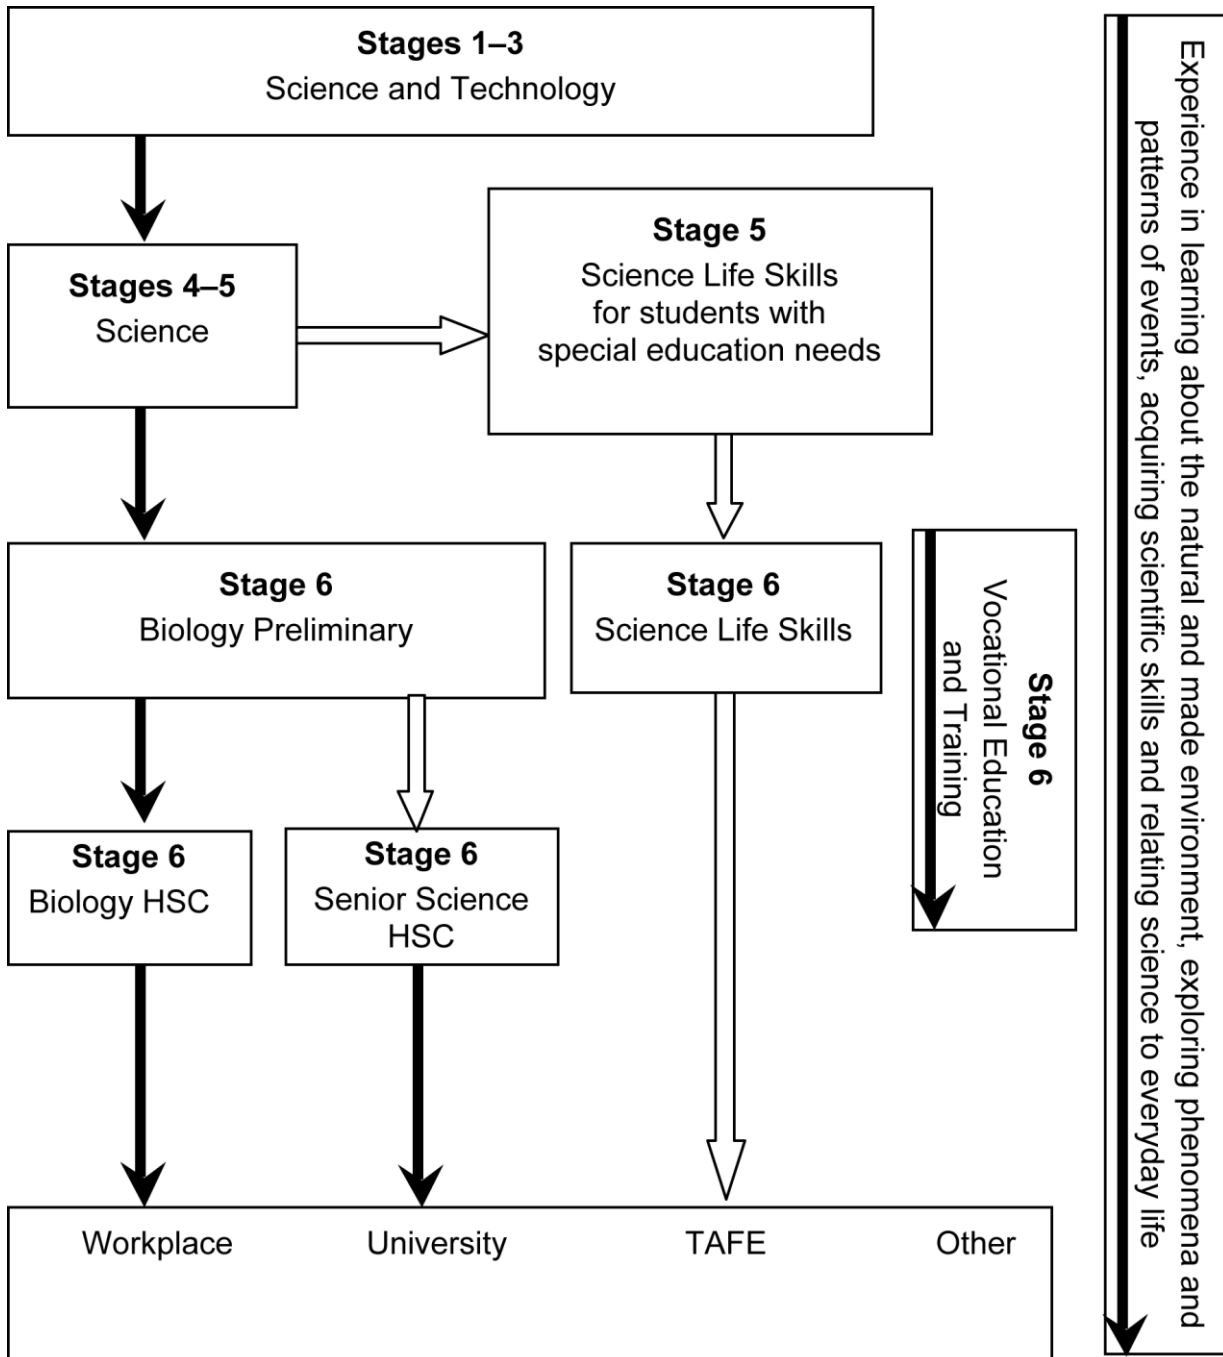 Stages 1–3
Science and Technology
Stages 4–5
Science
Stage 5
Science Life Skills
for students with
special education needs
Stage 6
Biology Preliminary
Stage 6
Science Life Skills
Stage 6
Vocational Education
and Training
Stage 6
Biology HSC
Stage 6
Senior Science
HSC
Workplace
University
TAFE
Other
Experience in learning about the natural and made environment, exploring phenomena and
patterns of events, acquiring scientific skills and relating science to everyday life